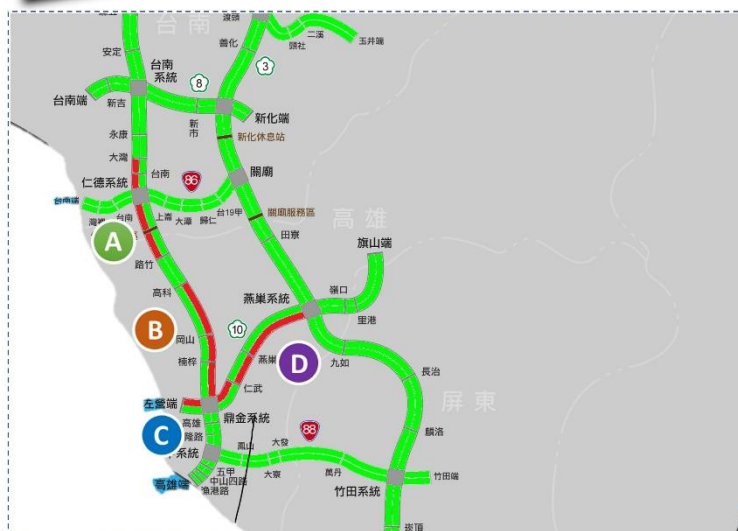 渡頭
善化
頭社
二溪
玉井端
台南
安定
台南
系統
8
3
台南端
新吉
新市
新化端
永康
新化休息站
大灣
仁德系統
台南
86
關廟
台南端
台南
上崙
大潭
歸仁
台19甲
關廟服務區
高雄
A
田寮
旗山端
路竹
高科
燕巢系統
嶺口
里港
B
岡山
10
燕巢
D
九如
楠梓
仁武
長治
左營端
鼎金系統
屏東
高雄
88
C
隆路
系統
鳳山
大發
麟洛
五甲
大寮
萬丹
竹田端
中山四路
高雄端
漁港路
竹田系統
崁頂